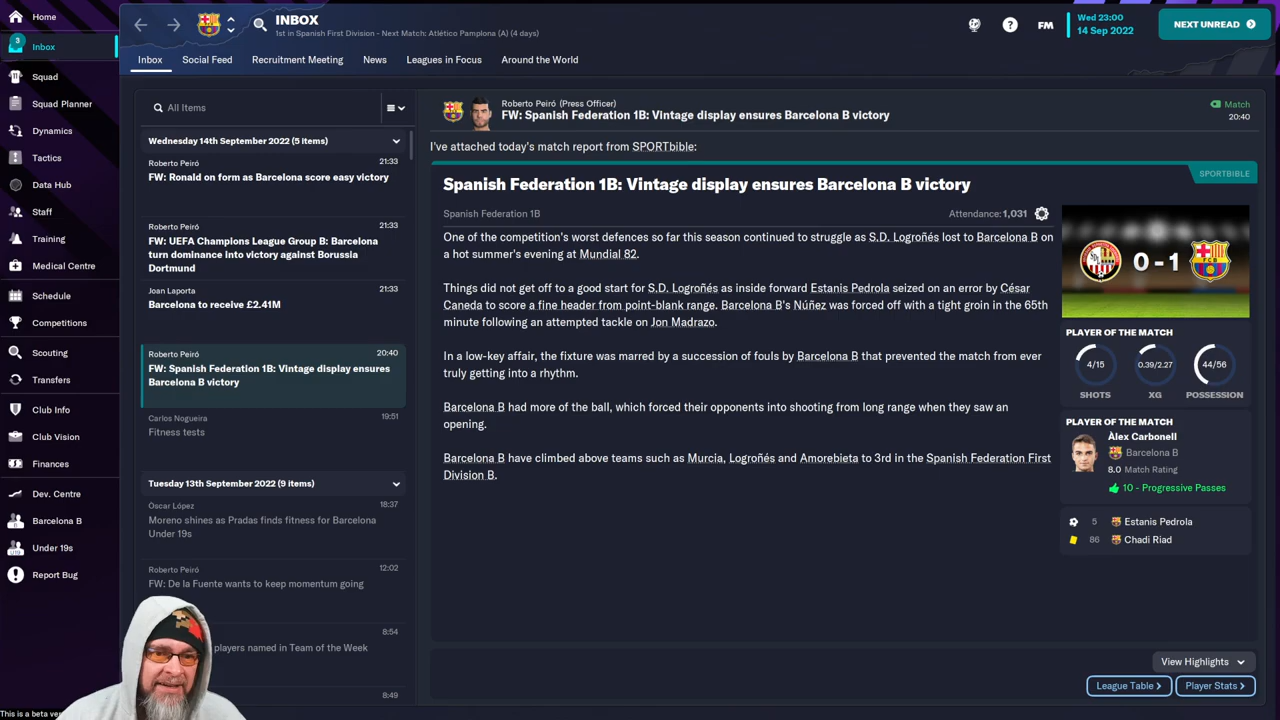 Home
INBOX
1st in Spanish First Division - Next Match: Atlético Pamplona (A) (4 days)
FM
Wed 23:00
14 Sep 2022
NEXT UNREAD
3
Inbox
Squad
Squad Planner
Dynamics
Tactics
Data Hub
Staff
Training
Medical Centre
Schedule
Competitions
Scouting
Transfers
Club Info
Club Vision
Finances
Dev. Centre
Barcelona B
Under 19s
Report Bug
This is a beta ver
Inbox
Social Feed
Recruitment Meeting
News
Leagues in Focus
Around the World
All Items
Wednesday 14th September 2022 (5 items)
Roberto Peiró 21:33
FW: Ronald on form as Barcelona score easy victory
Roberto Peiró 21:33
FW: UEFA Champions League Group B: Barcelona
turn dominance into victory against Borussia
Dortmund
Joan Laporta 21:33
Barcelona to receive £2.41M
Roberto Peiró 20:40
FW: Spanish Federation 1B: Vintage display ensures
Barcelona B victory
Carlos Nogueira 19:51
Fitness tests
Tuesday 13th September 2022 (9 items)
Óscar López 18:37
Moreno shines as Pradas finds fitness for Barcelona
Under 19s
Roberto Peiró 12:02
FW: De la Fuente wants to keep momentum going
8:54
players named in Team of the Week
8:49
Roberto Peiró (Press Officer)
FW: Spanish Federation 1B: Vintage display ensures Barcelona B victory
Match
20:40
I've attached today's match report from SPORTbible:
SPORTBIBLE
Spanish Federation 1B: Vintage display ensures Barcelona B victory
Spanish Federation 1B
Attendance: 1,031
One of the competition's worst defences so far this season continued to struggle as S.D. Logroñés lost to Barcelona B on
a hot summer's evening at Mundial 82.
Things did not get off to a good start for S.D. Logroñés as inside forward Estanis Pedrola seized on an error by César
Caneda to score a fine header from point-blank range. Barcelona B's Núñez was forced off with a tight groin in the 65th
minute following an attempted tackle on Jon Madrazo.
In a low-key affair, the fixture was marred by a succession of fouls by Barcelona B that prevented the match from ever
truly getting into a rhythm.
Barcelona B had more of the ball, which forced their opponents into shooting from long range when they saw an
opening.
Barcelona B have climbed above teams such as Murcia, Logroñés and Amorebieta to 3rd in the Spanish Federation First
Division B.
0 - 1
PLAYER OF THE MATCH
4/15
0.39/2.27
44/56
SHOTS
XG
POSSESSION
PLAYER OF THE MATCH
Àlex Carbonell
Barcelona B
8.0 Match Rating
10 - Progressive Passes
5 Estanis Pedrola
86 Chadi Riad
View Highlights
League Table
Player Stats